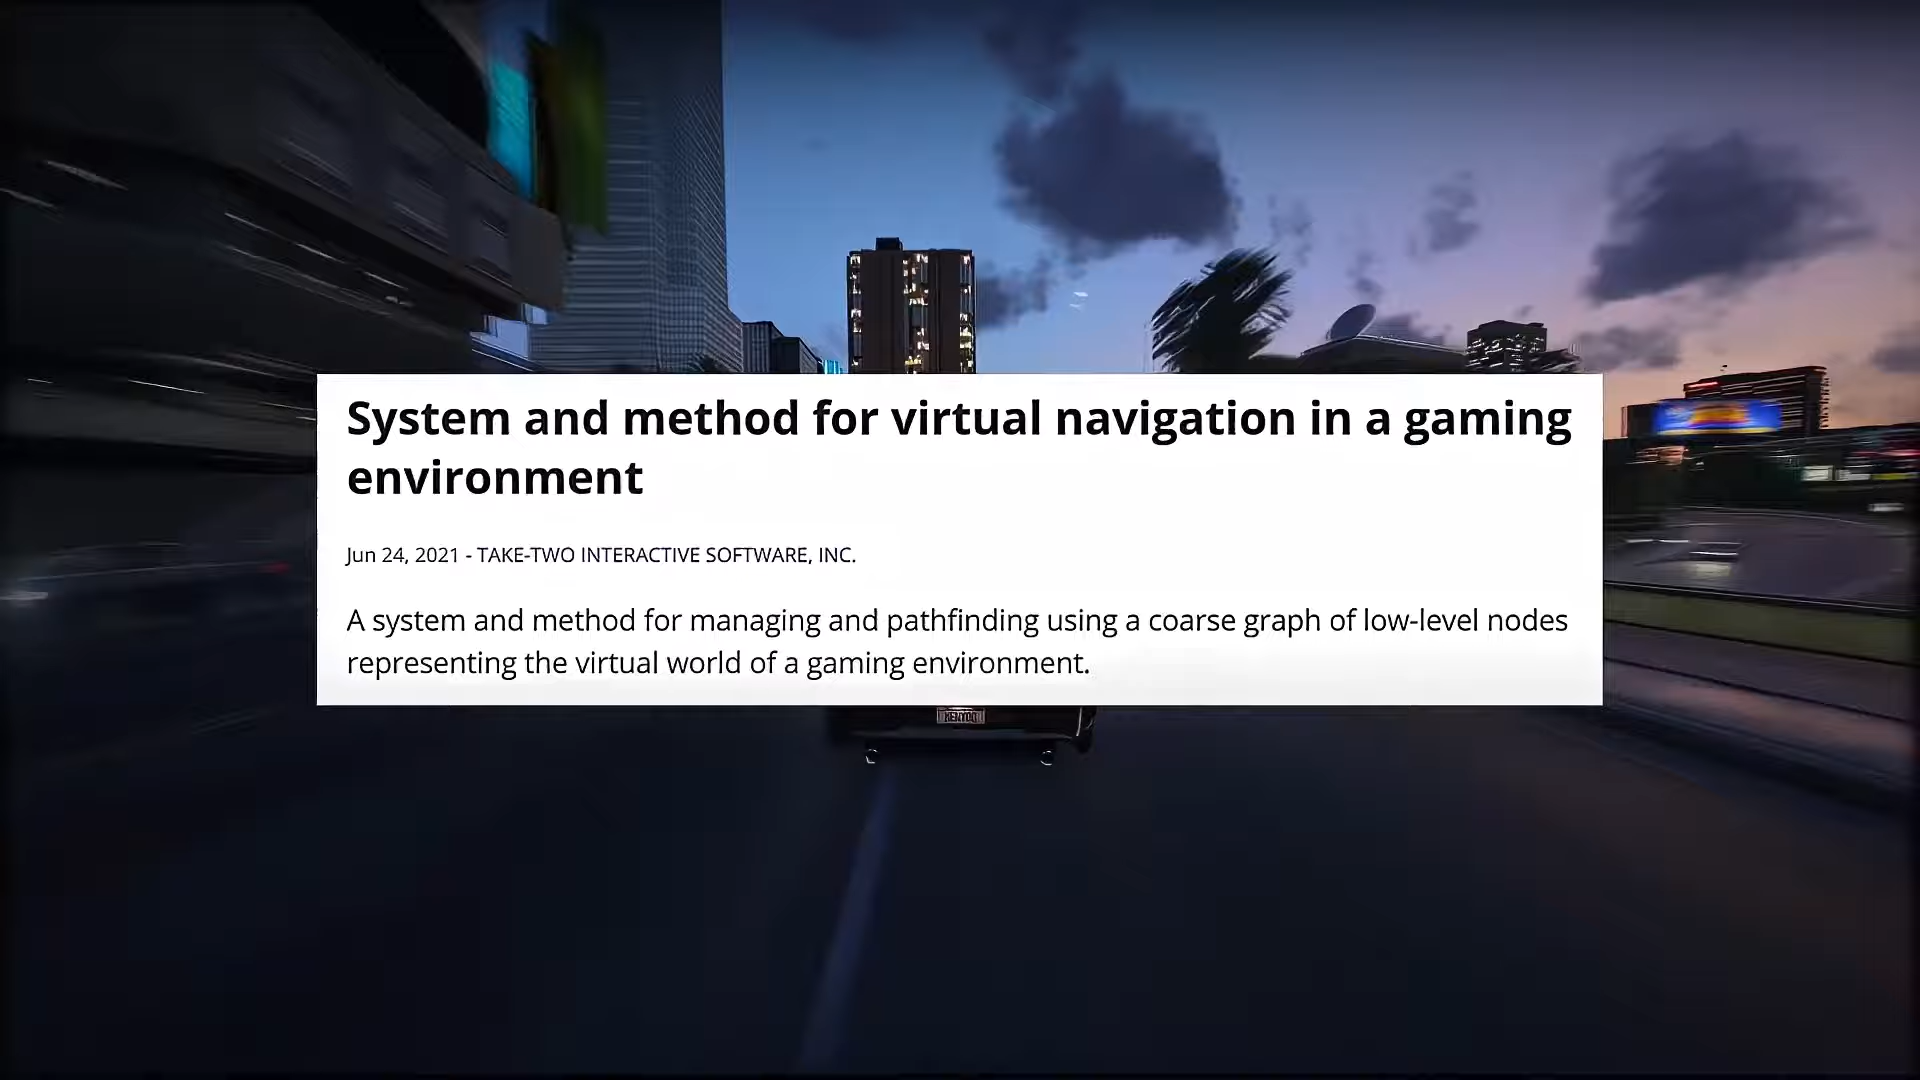 System and method for virtual navigation in a gaming
environment
Jun 24, 2021 - TAKE-TWO INTERACTIVE SOFTWARE, INC.
A system and method for managing and pathfinding using a coarse graph of low-level nodes
representing the virtual world of a gaming environment.